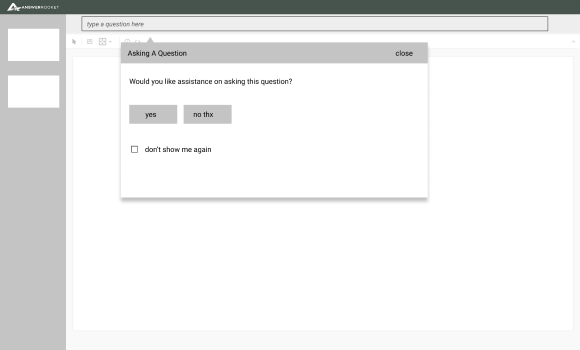 ANSWERROCKET
type a question here
Asking A Question
close
Would you like assistance on asking this question?
yes
no thx
don't show me again